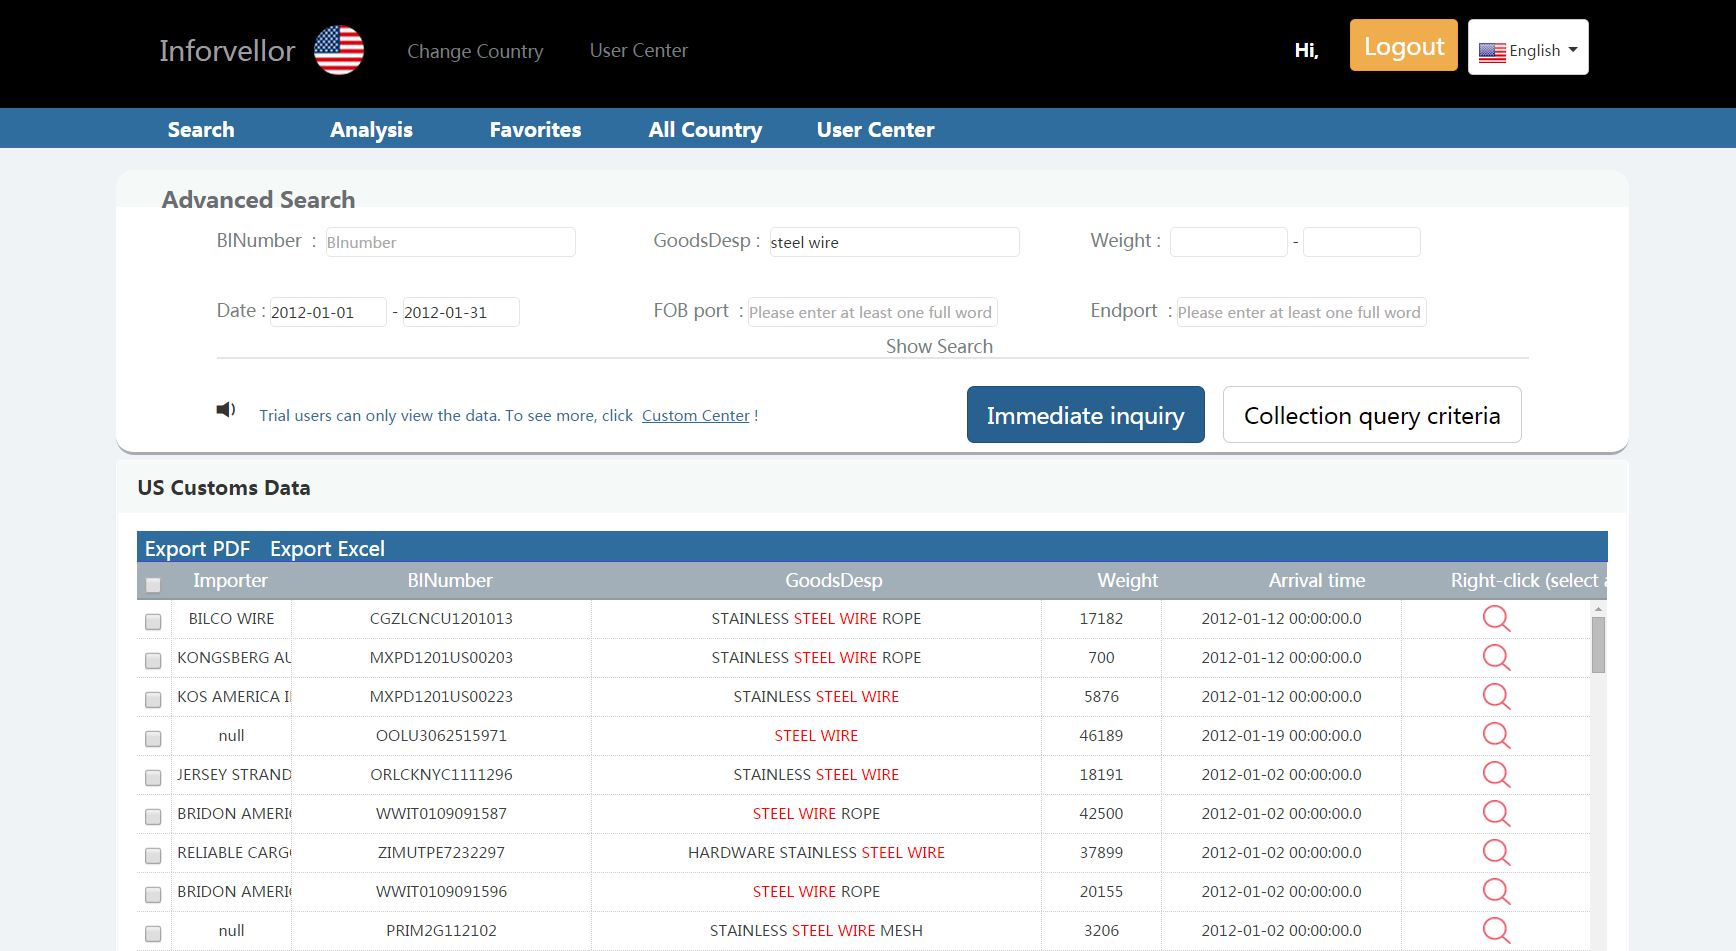 Inforvellor Change Country User Center Hi, Logout English
Search Analysis Favorites All Country User Center
Advanced Search
BlNumber : Blnumber GoodsDesp : steel wire Weight : -
Date : 2012-01-01 - 2012-01-31 FOB port : Please enter at least one full word Endport : Please enter at least one full word
Show Search
Trial users can only view the data. To see more, click Custom Center ! Immediate inquiry Collection query criteria
US Customs Data
Export PDF Export Excel
Importer BlNumber GoodsDesp Weight Arrival time Right-click (select
BILCO WIRE CGZLCNCU1201013 STAINLESS STEEL WIRE ROPE 17182 2012-01-12 00:00:00.0
KONGSBERG AU MXPD1201US00203 STAINLESS STEEL WIRE ROPE 700 2012-01-12 00:00:00.0
KOS AMERICA I MXPD1201US00223 STAINLESS STEEL WIRE 5876 2012-01-12 00:00:00.0
null OOLU3062515971 STEEL WIRE 46189 2012-01-19 00:00:00.0
JERSEY STRAND ORLCKNYC1111296 STAINLESS STEEL WIRE 18191 2012-01-02 00:00:00.0
BRIDON AMERI WWIT0109091587 STEEL WIRE ROPE 42500 2012-01-02 00:00:00.0
RELIABLE CARG ZIMUTPE7232297 HARDWARE STAINLESS STEEL WIRE 37899 2012-01-02 00:00:00.0
BRIDON AMERI WWIT0109091596 STEEL WIRE ROPE 20155 2012-01-02 00:00:00.0
null PRIM2G112102 STAINLESS STEEL WIRE MESH 3206 2012-01-02 00:00:00.0